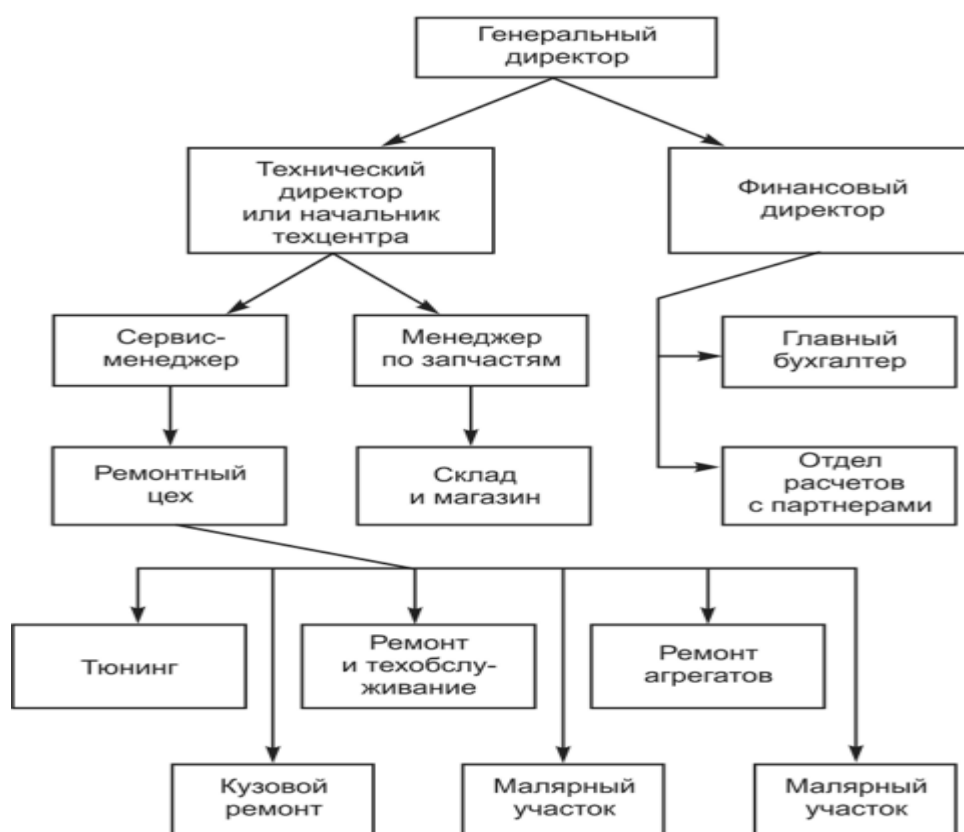 Генеральный
директор
Технический
директор
или начальник
техцентра
Финансовый
директор
Сервис-
менеджер
Менеджер
по запчастям
Главный
бухгалтер
Ремонтный
цех
Склад
и магазин
Отдел
расчетов
с партнерами
Тюнинг
Ремонт
и техобслу-
живание
Ремонт
агрегатов
Кузовой
ремонт
Малярный
участок
Малярный
участок